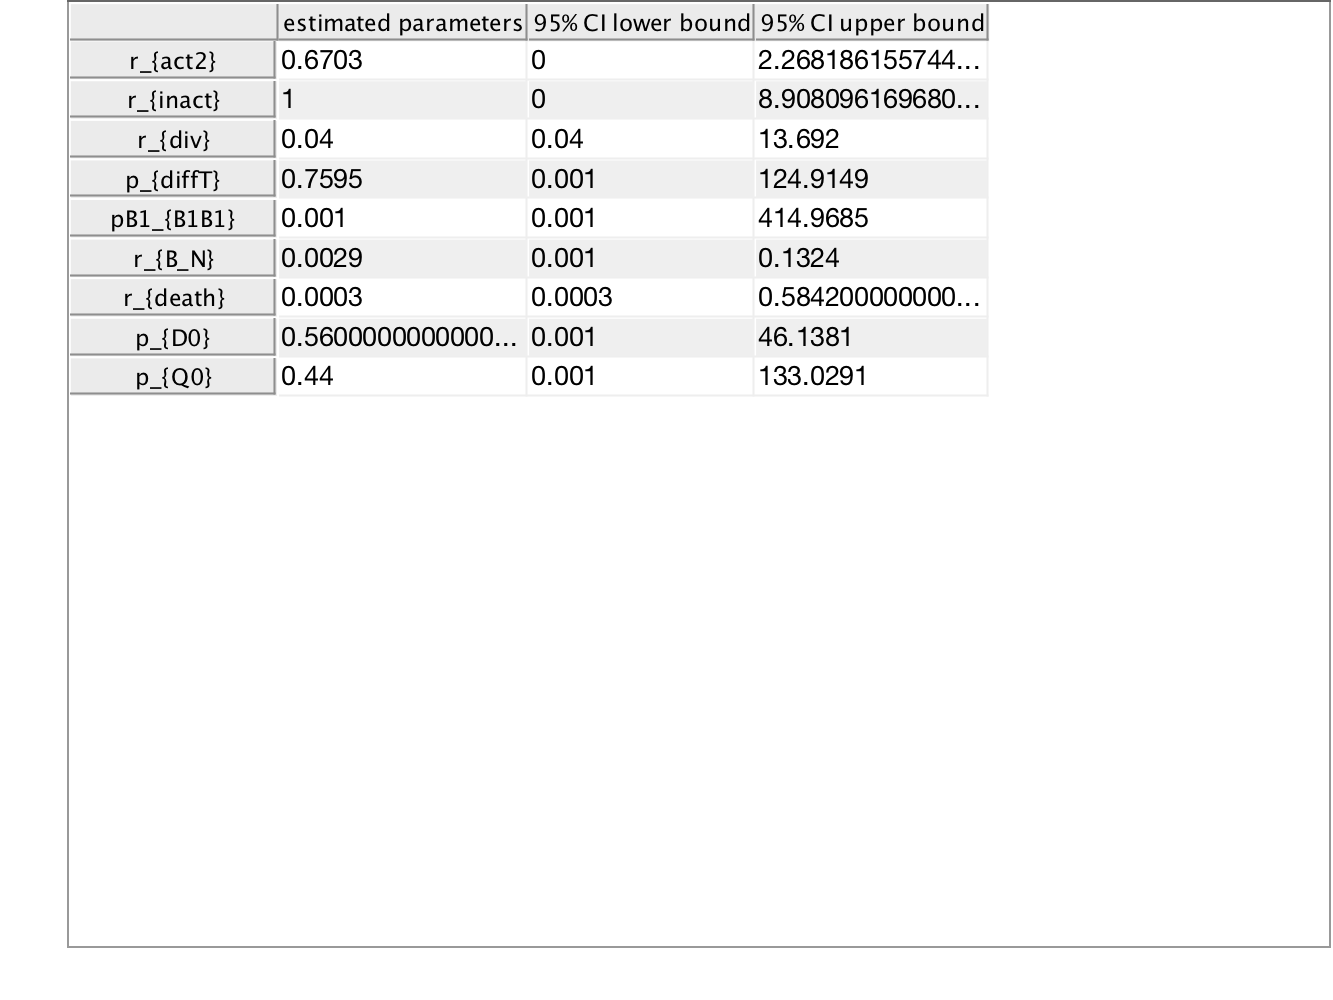 estimated parameters 95% CI lower bound 95% CI upper bound
r_{act2} 0.6703 0 2.268186155744...
r_{inact} 1 0 8.908096169680...
r_{div} 0.04 0.04 13.692
p_{diffT} 0.7595 0.001 124.9149
pB1_{B1B1} 0.001 0.001 414.9685
r_{B_N} 0.0029 0.001 0.1324
r_{death} 0.0003 0.0003 0.584200000000...
p_{D0} 0.5600000000000... 0.001 46.1381
p_{Q0} 0.44 0.001 133.0291